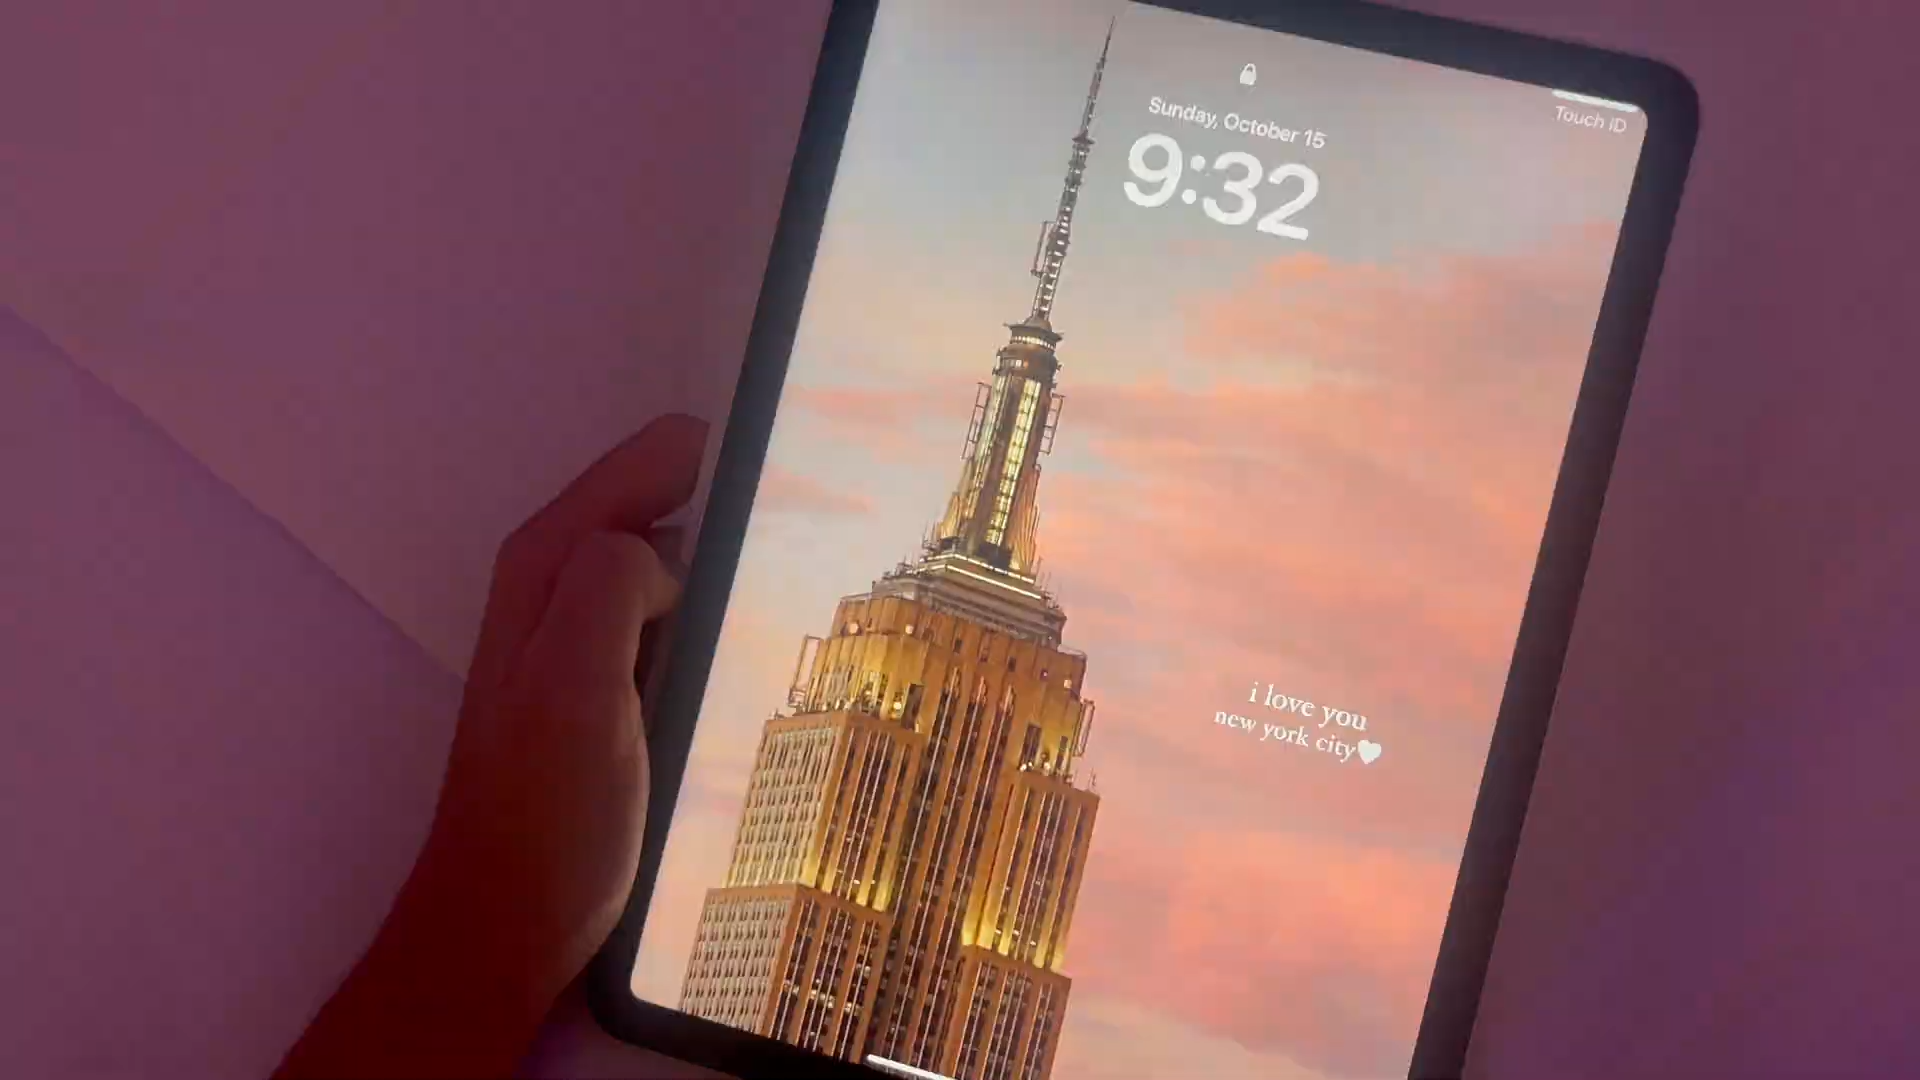 Touch ID
Sunday, October 15
9:32
i love you
new york city🤍